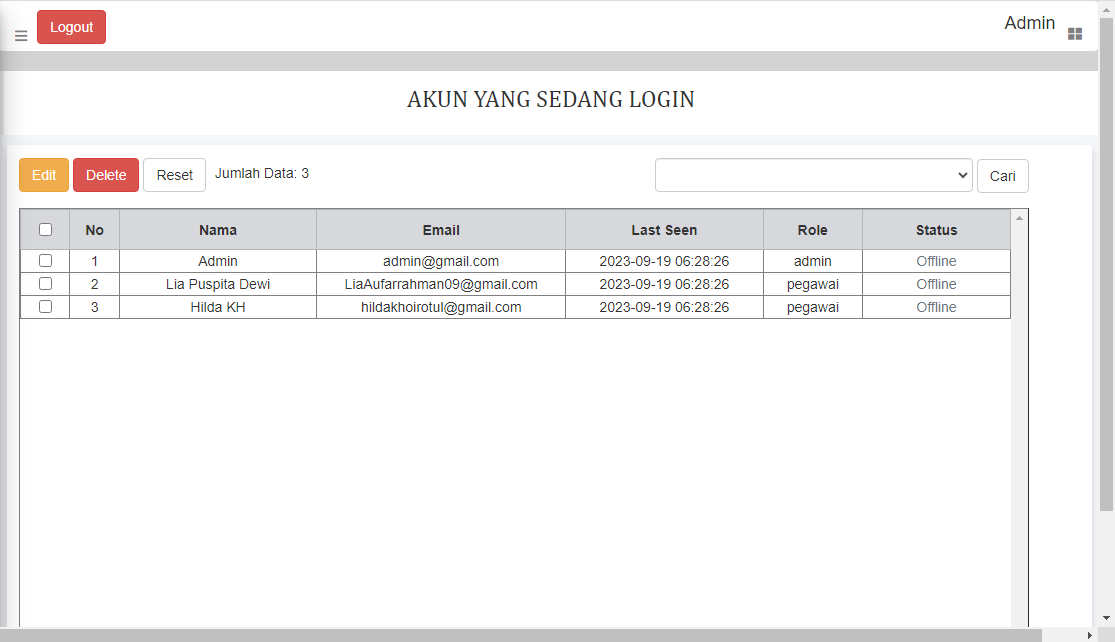 Logout
Admin
AKUN YANG SEDANG LOGIN
Edit Delete Reset Jumlah Data: 3 Cari
No Nama Email Last Seen Role Status
1 Admin admin@gmail.com 2023-09-19 06:28:26 admin Offline
2 Lia Puspita Dewi LiaAufarrahman09@gmail.com 2023-09-19 06:28:26 pegawai Offline
3 Hilda KH hildakhoirotul@gmail.com 2023-09-19 06:28:26 pegawai Offline